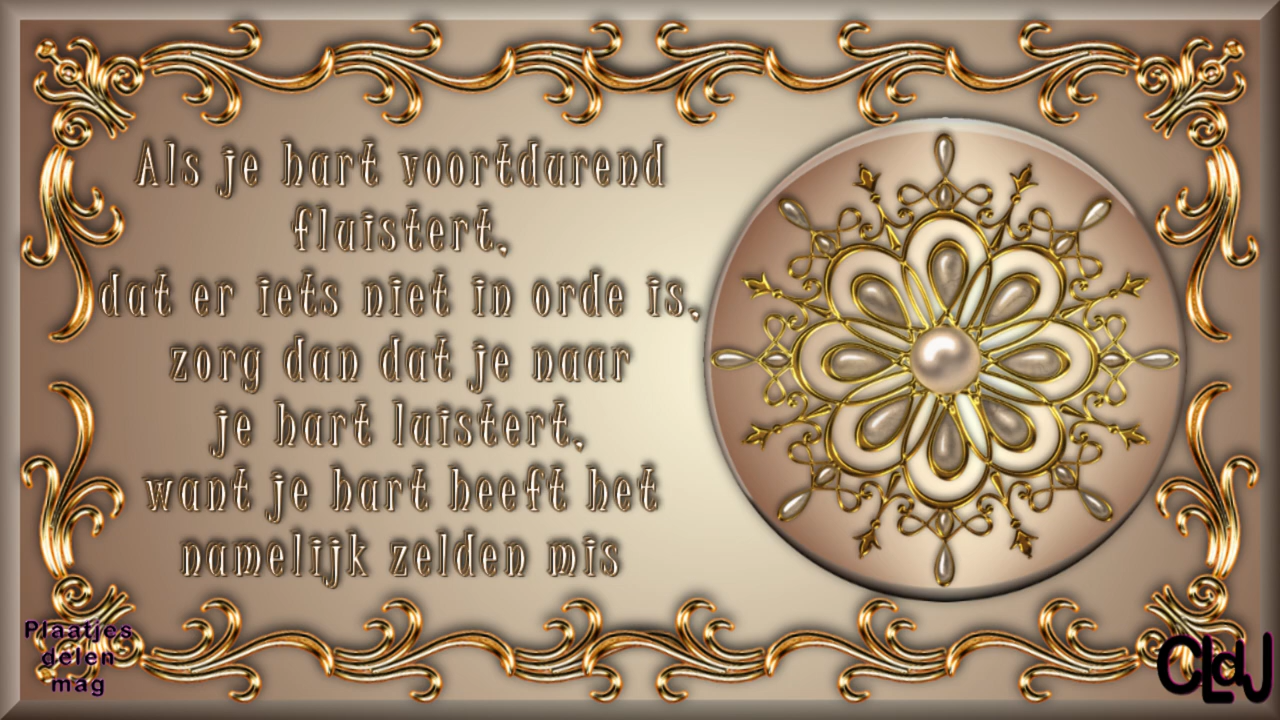 Als je hart voortdurend
fluistert,
dat er iets niet in orde is,
zorg dan dat je naar
je hart luistert,
want je hart heeft het
namelijk zelden mis
Plaatjes
delen
mag
CLdJ